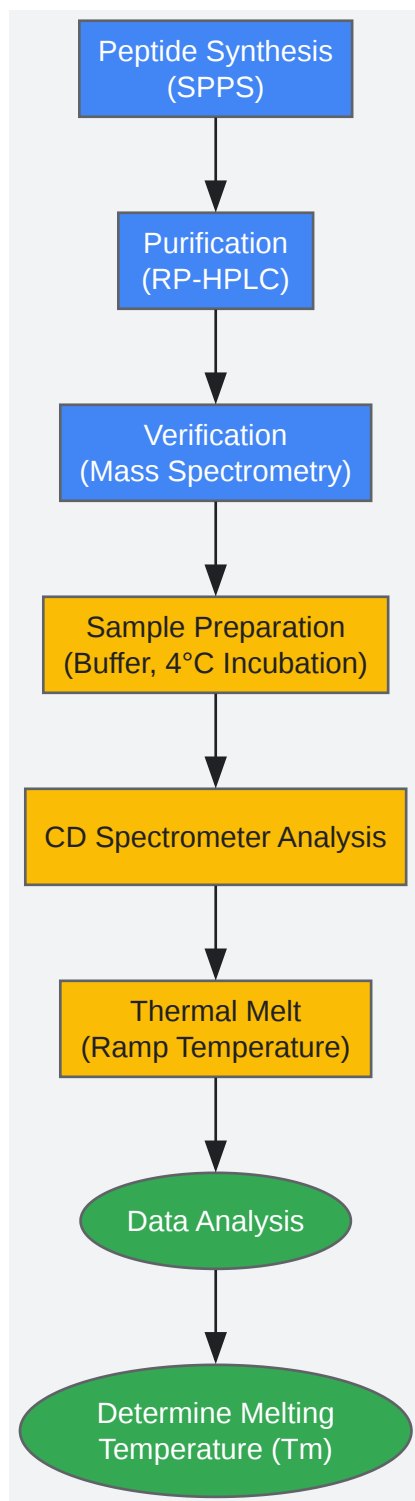 Peptide Synthesis
(SPPS)
Purification
(RP-HPLC)
Verification
(Mass Spectrometry)
Sample Preparation
(Buffer, 4°C Incubation)
CD Spectrometer Analysis
Thermal Melt
(Ramp Temperature)
Data Analysis
Determine Melting
Temperature (Tm)